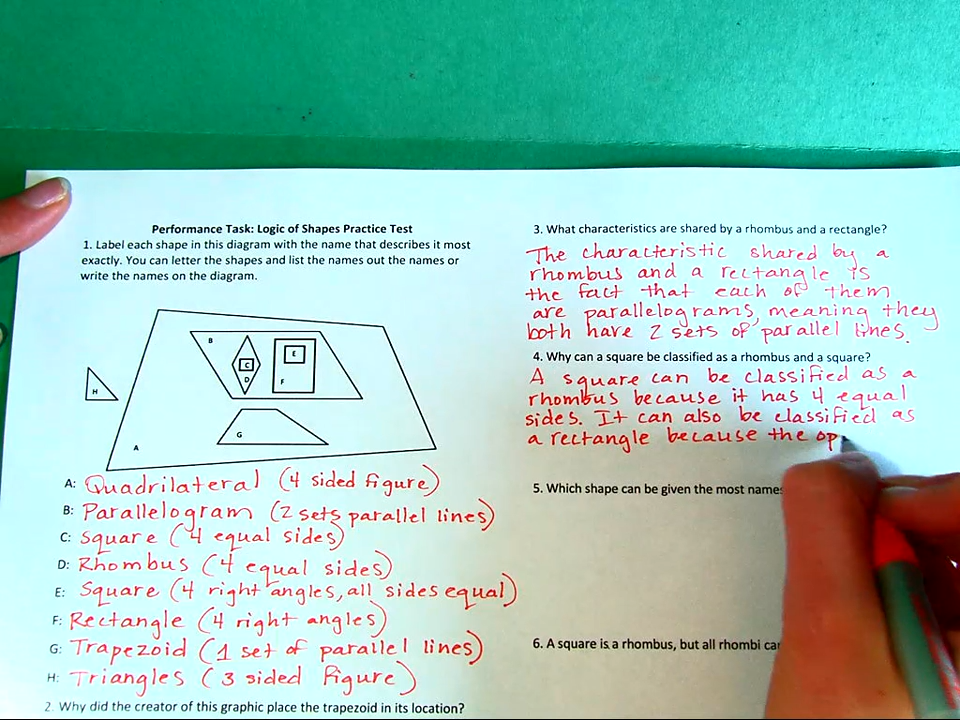 Performance Task: Logic of Shapes Practice Test
1. Label each shape in this diagram with the name that describes it most
exactly. You can letter the shapes and list the names out the names or
write the names on the diagram.
B
C
D
E
F
H
G
A
A: Quadrilateral (4 sided figure)
B: Parallelogram (2 sets parallel lines)
C: Square (4 equal sides)
D: Rhombus (4 equal sides)
E: Square (4 right angles, all sides equal)
F: Rectangle (4 right angles)
G: Trapezoid (1 set of parallel lines)
H: Triangles (3 sided figure)
2. Why did the creator of this graphic place the trapezoid in its location?
3. What characteristics are shared by a rhombus and a rectangle?
The characteristic shared by a
rhombus and a rectangle is
the fact that each of them
are parallelograms, meaning they
both have 2 sets of parallel lines.
4. Why can a square be classified as a rhombus and a square?
A square can be classified as a
rhombus because it has 4 equal
sides. It can also be classified as
a rectangle because the op
5. Which shape can be given the most name
6. A square is a rhombus, but all rhombi ca